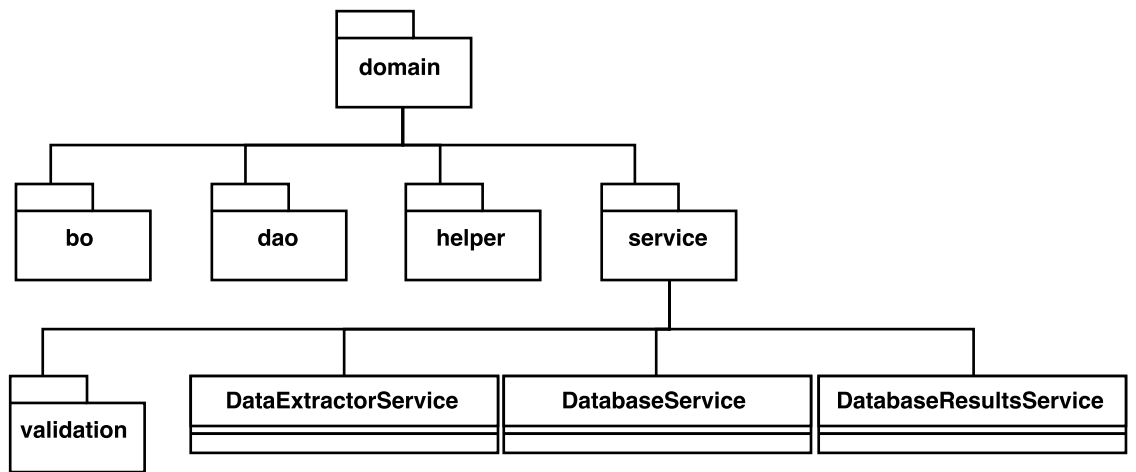 domain
bo
dao
helper
service
validation
DataExtractorService
DatabaseService
DatabaseResultsService